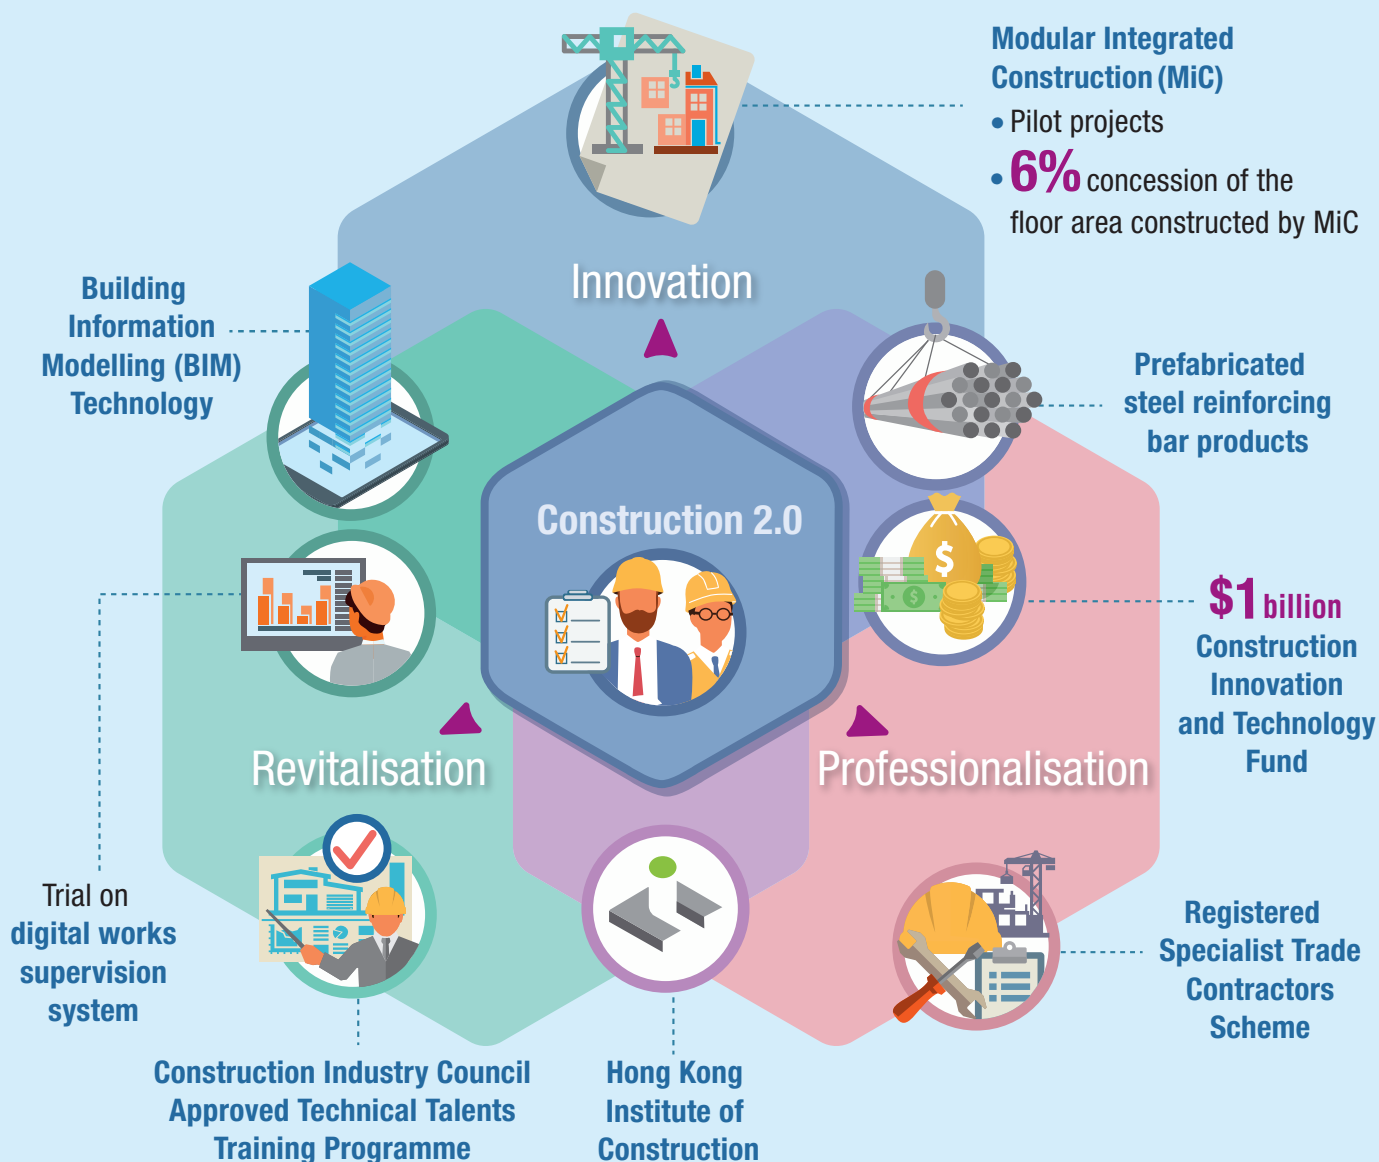 Modular Integrated
Construction (MiC)
• Pilot projects
• 6% concession of the
floor area constructed by MiC
Innovation
Building
Information
Modelling (BIM)
Technology
Prefabricated
steel reinforcing
bar products
Construction 2.0
$
$
$1 billion
Construction
Innovation
and Technology
Fund
Revitalisation
Professionalisation
Trial on
digital works
supervision
system
Registered
Specialist Trade
Contractors
Scheme
Construction Industry Council
Approved Technical Talents
Training Programme
Hong Kong
Institute of
Construction